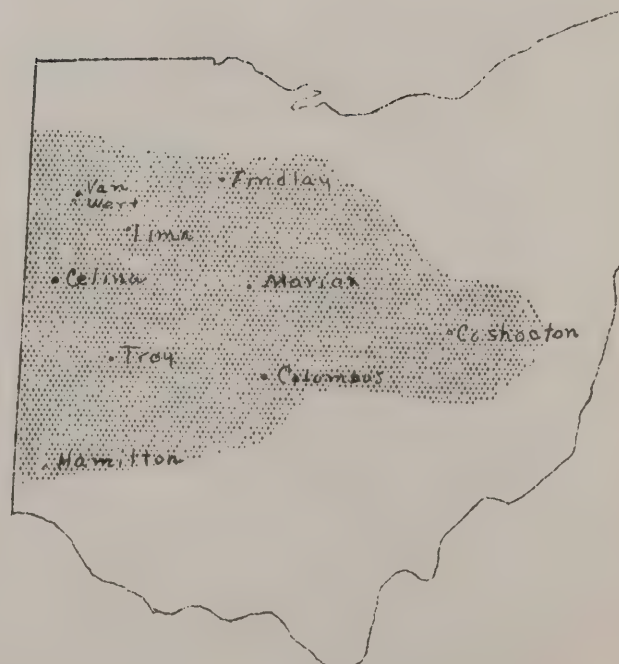 Findlay
Van
Wert
Lima
Celina
Marion
Coshocton
Troy
Columbus
Hamilton